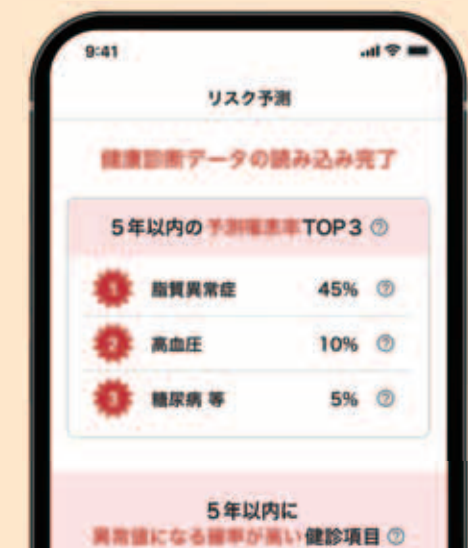 9:41
リスク予測
健康診断データの読み込み完了
5年以内の予測罹患率TOP3 ?
1 脂質異常症 45% ?
2 高血圧 10% ?
3 糖尿病 等 5% ?
5年以内に
異常値になる確率が高い健診項目 ?